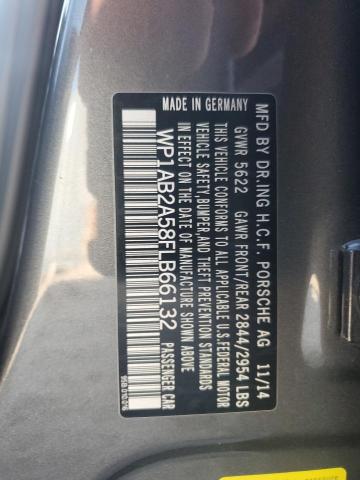 MFD BY DR.ING H.C.F. PORSCHE AG 11/14
GVWR 5622 GAWR FRONT/REAR 2844/2954 LBS
THIS VEHICLE CONFORMS TO ALL APPLICABLE U.S.FEDERAL MOTOR
VEHICLE SAFETY,BUMPER,AND THEFT PREVENTION STANDARDS
IN EFFECT ON THE DATE OF MANUFACTURE SHOWN ABOVE
WP1AB2A58FLB66132 PASSENGER CAR
MADE IN GERMANY